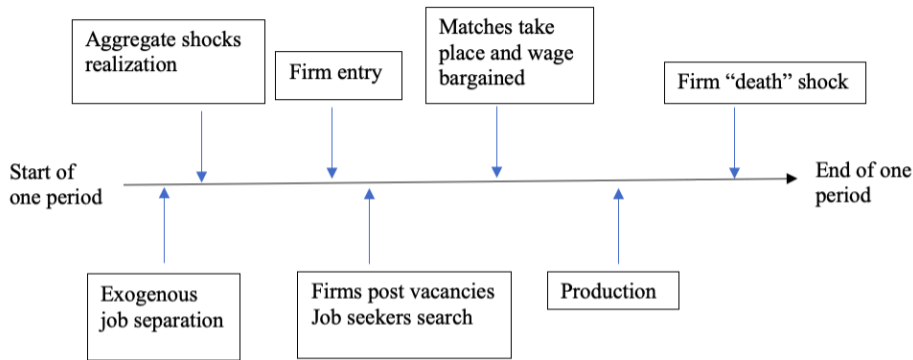 Aggregate shocks
realization
Firm entry
Matches take
place and wage
bargained
Firm “death” shock
Start of
one period
End of one
period
Exogenous
job separation
Firms post vacancies
Job seekers search
Production